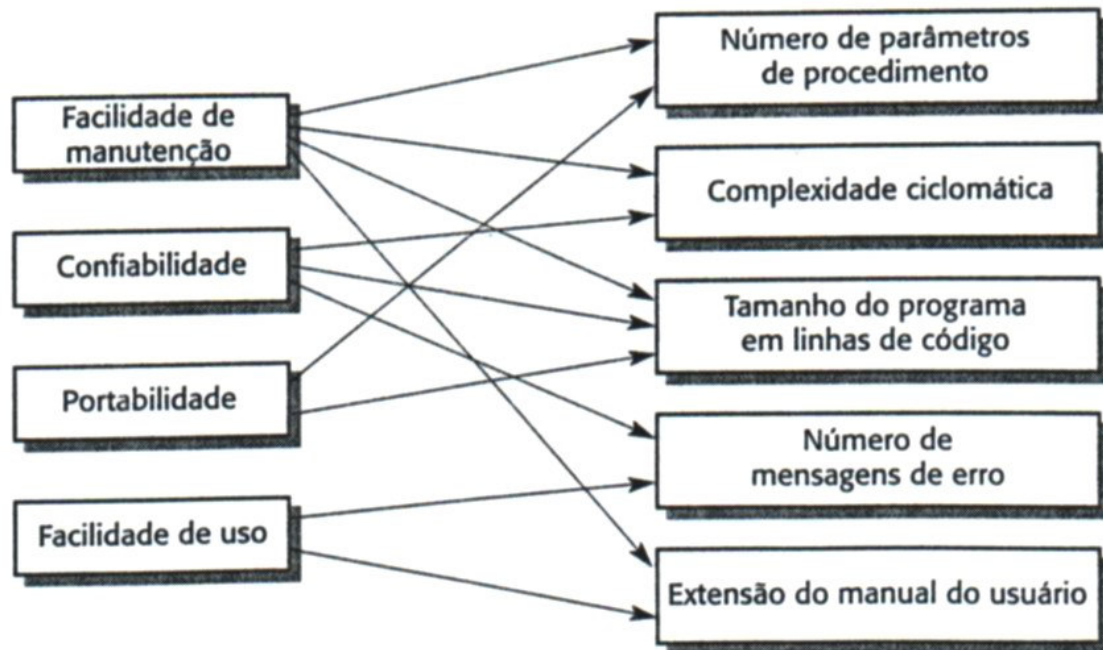 Facilidade de
manutenção
Confiabilidade
Portabilidade
Facilidade de uso
Número de parâmetros
de procedimento
Complexidade ciclomática
Tamanho do programa
em linhas de código
Número de
mensagens de erro
Extensão do manual do usuário